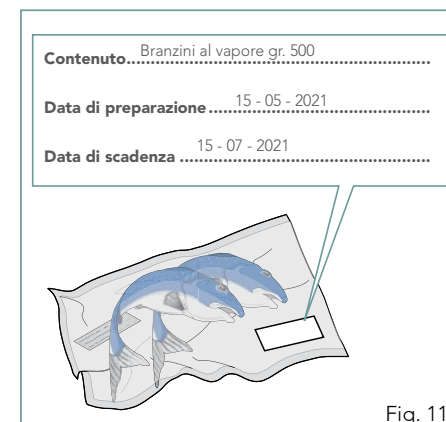 Contenuto.......Branzini al vapore gr. 500.......
Data di preparazione.......15 - 05 - 2021.......
Data di scadenza .......15 - 07 - 2021.......
Fig. 11